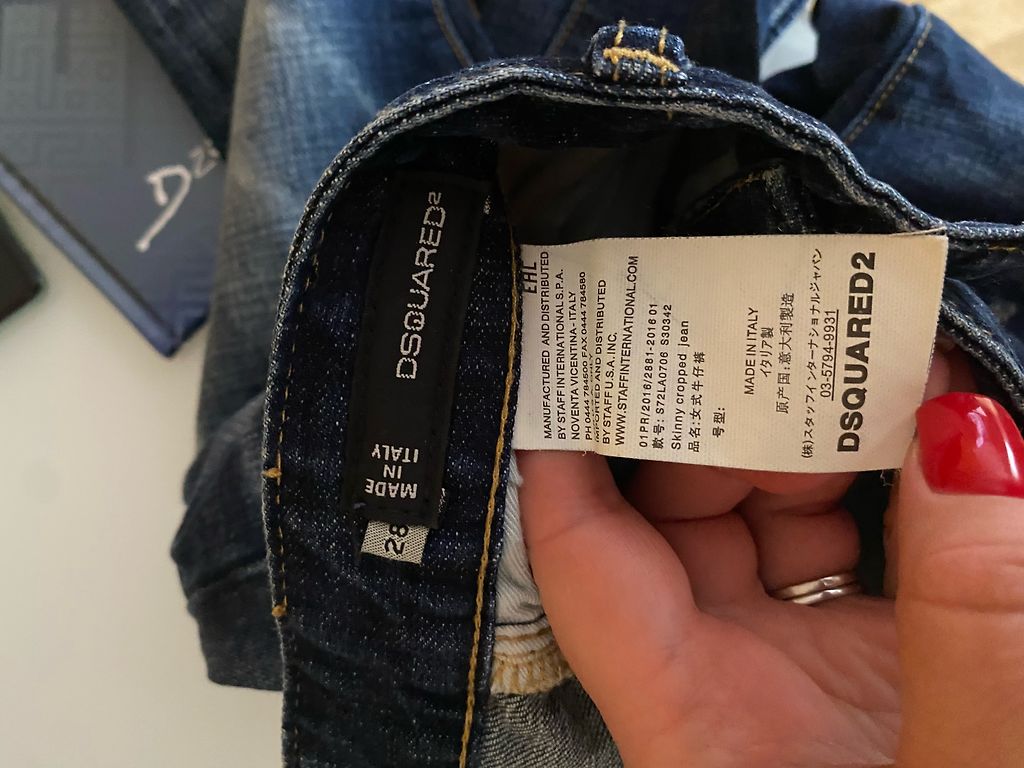 DSQUARED2
MADE
IN
ITALY
28
EAC
MANUFACTURED AND DISTRIBUTED
BY STAFF INTERNATIONAL S.P.A.
NOVENTA VICENTINA - ITALY
PH 0444 784500 FAX 0444 784580
IMPORTED AND DISTRIBUTED
BY STAFF U.S.A. INC.
WWW.STAFFINTERNATIONAL.COM
01PR/2016/2881-2016 01
款号: S72LA0706 S30342
Skinny cropped jean
品名:女式牛仔裤
号型:
MADE IN ITALY
イタリア製
原产国:意大利製造
(株)スタッフインターナショナルジャパン
03-5794-9931
DSQUARED2